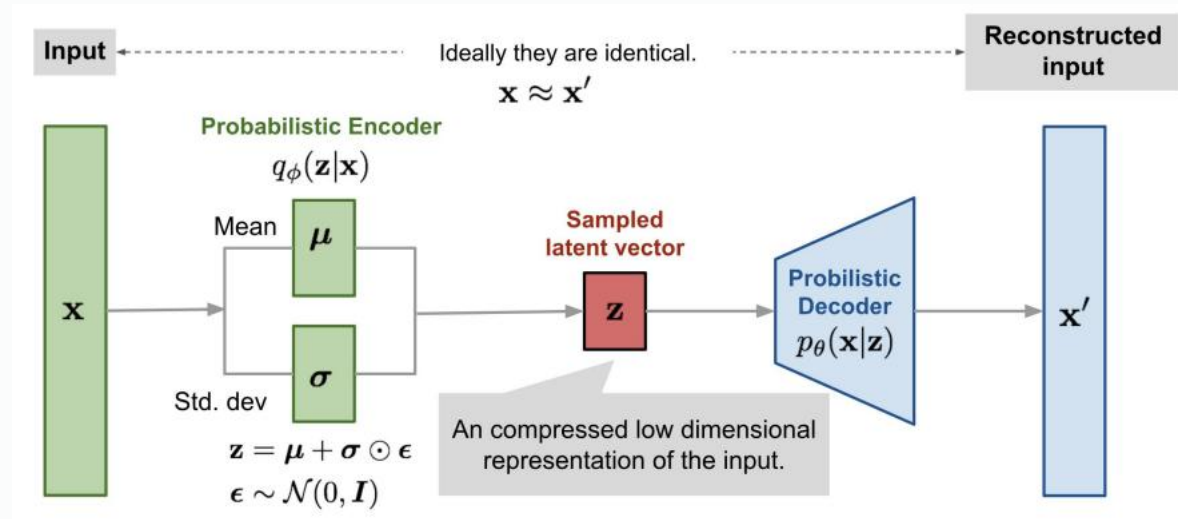 Input
Ideally they are identical.
x ≈ x′
Reconstructed
input
Probabilistic Encoder
qϕ(z|x)
Mean
μ
x
σ
Std. dev
z = μ + σ ⊙ ϵ
ϵ ∼ 𝒩(0, I)
Sampled
latent vector
z
An compressed low dimensional
representation of the input.
Probilistic
Decoder
pθ(x|z)
x′